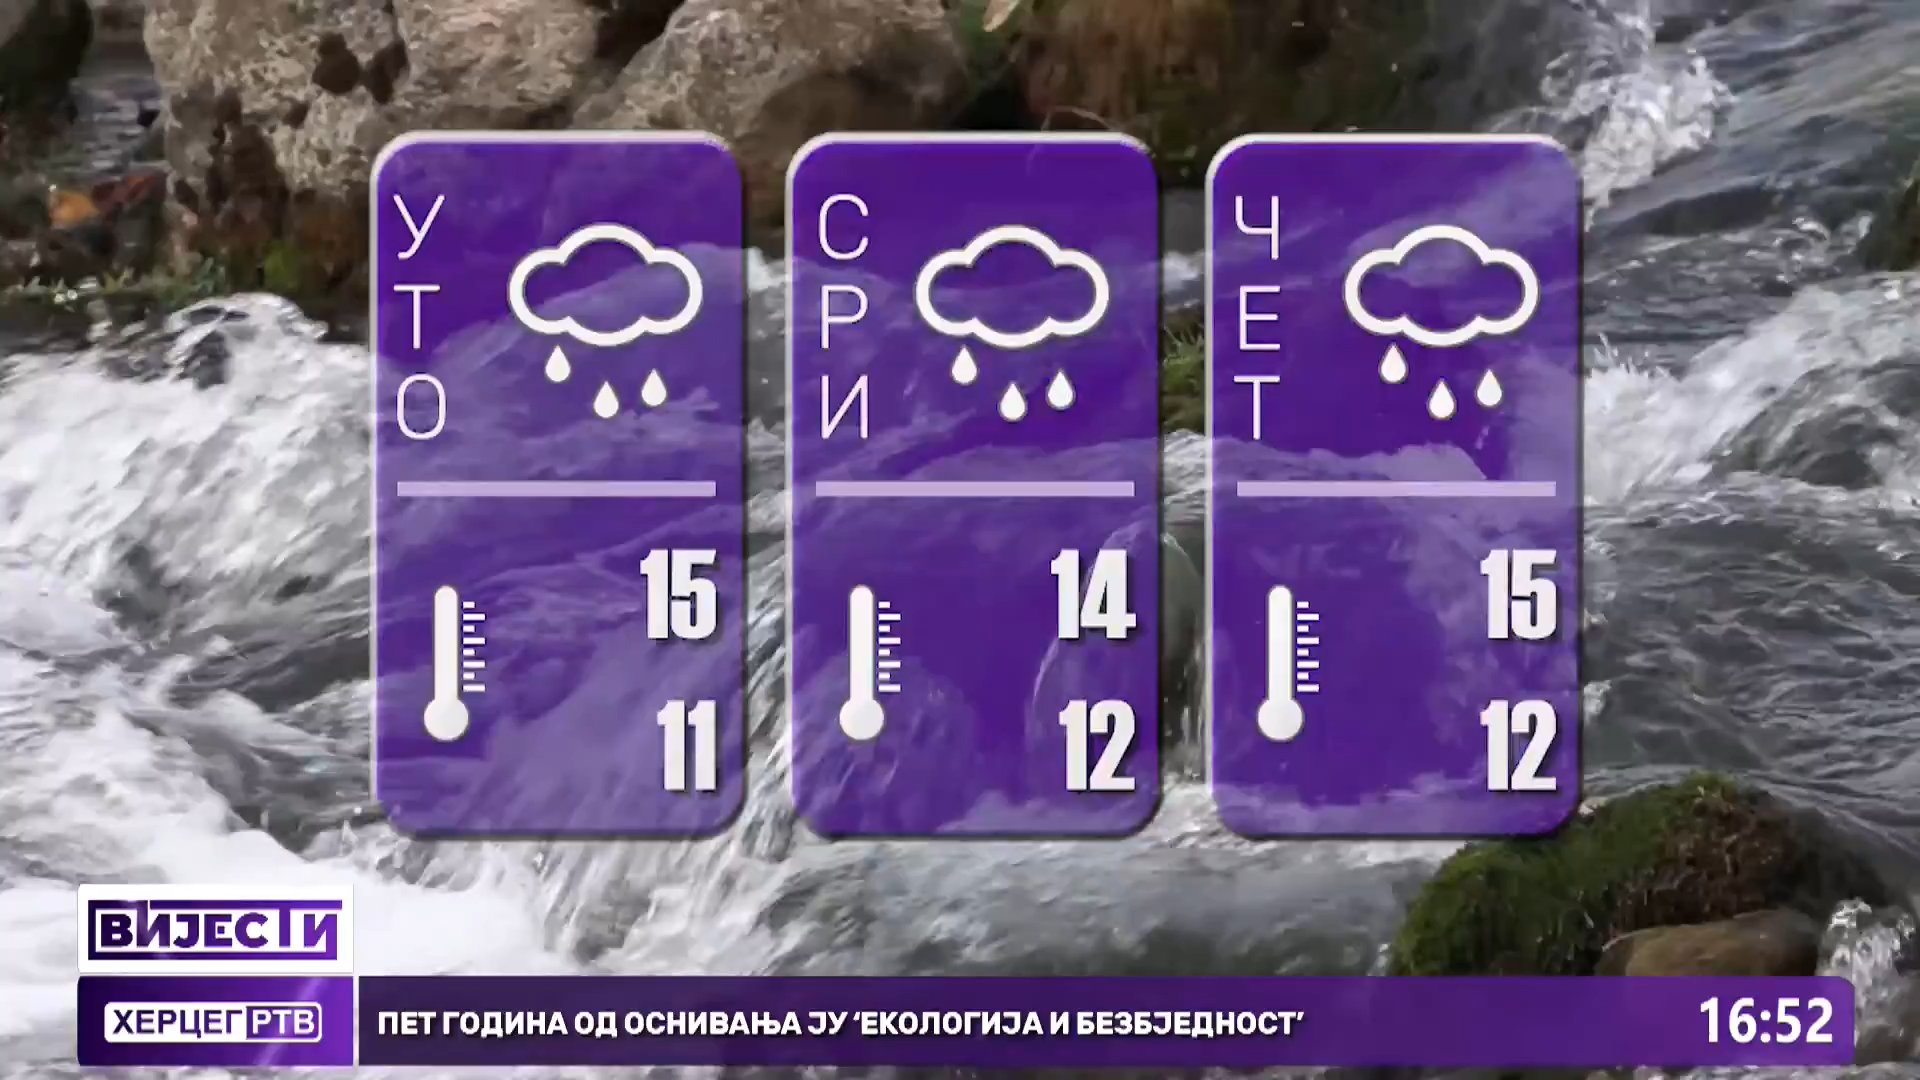 УТО
СРИ
ЧЕТ
15
14
15
11
12
12
ВИЈЕСТИ
ХЕРЦЕГ РТВ
ПЕТ ГОДИНА ОД ОСНИВАЊА ЈУ ‘ЕКОЛОГИЈА И БЕЗБЈЕДНОСТ’
16:52